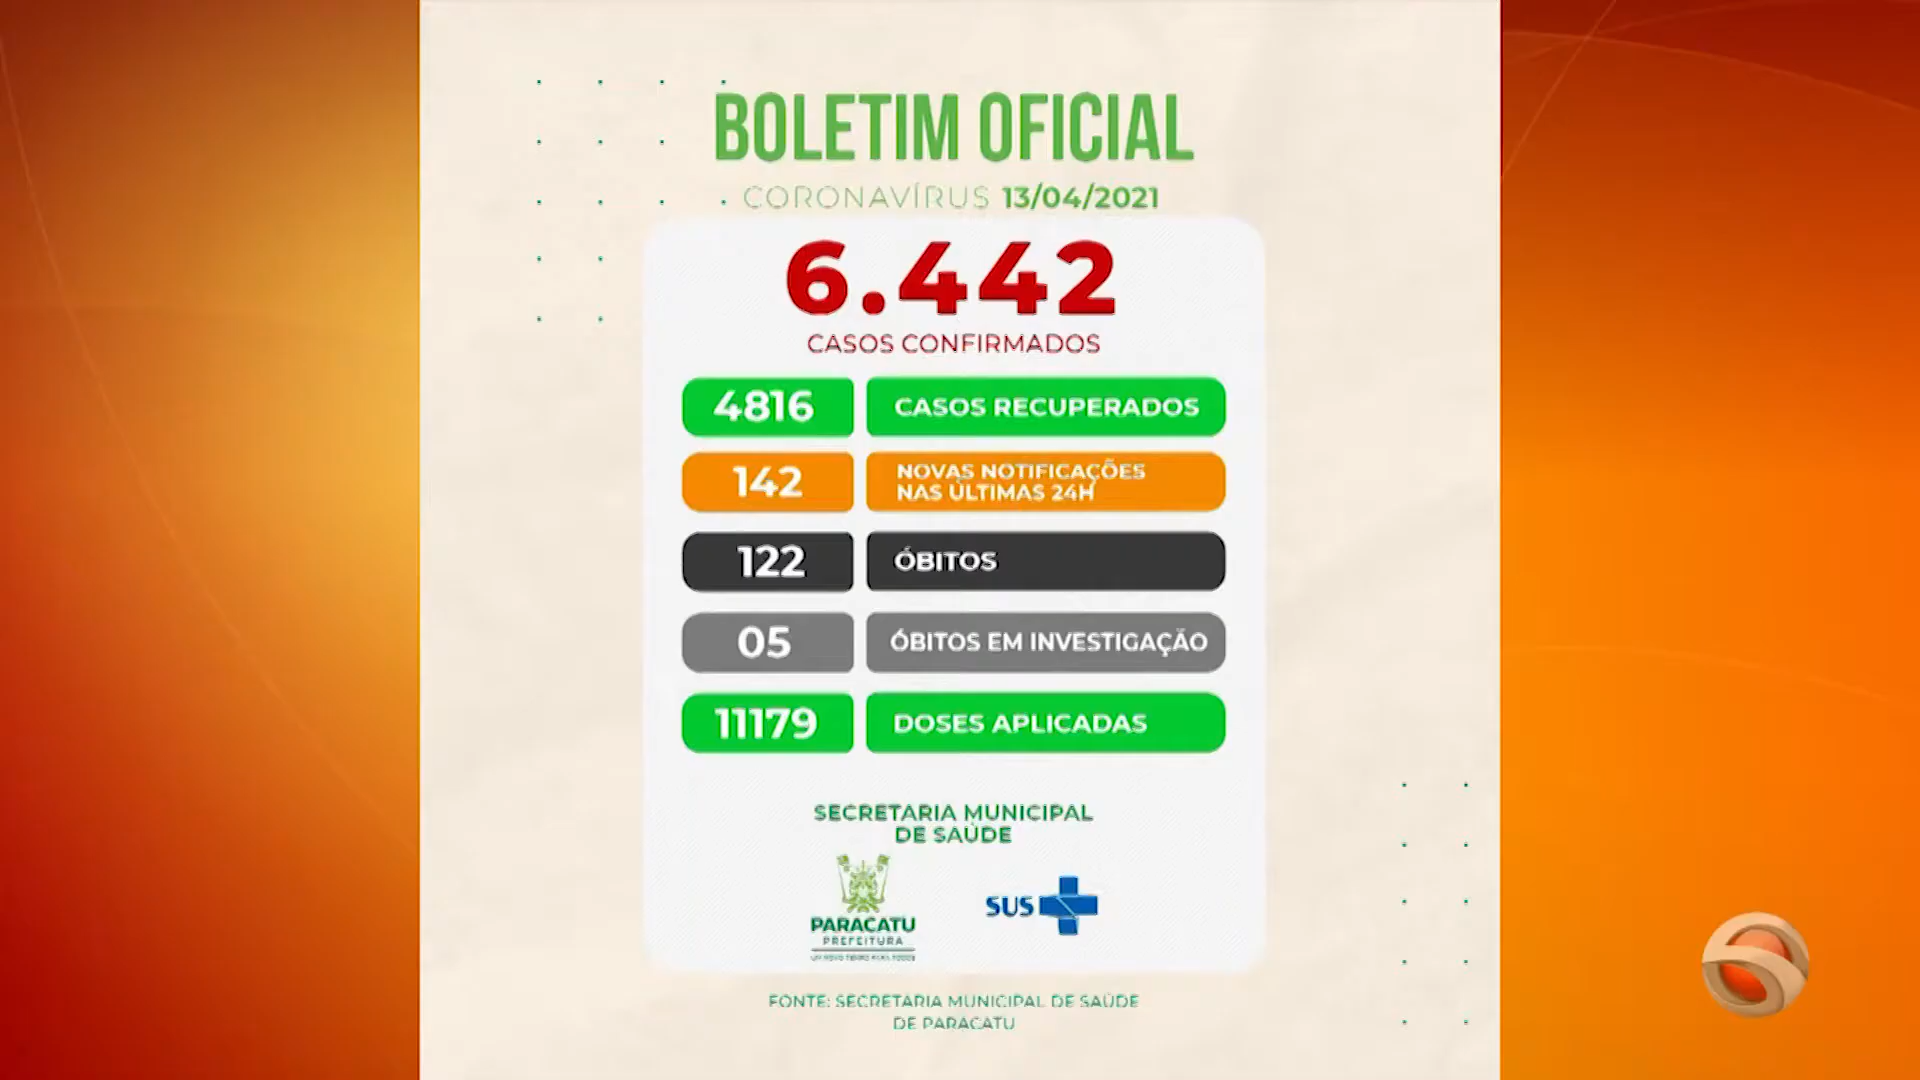 BOLETIM OFICIAL
CORONAVÍRUS 13/04/2021
6.442
CASOS CONFIRMADOS
4816 CASOS RECUPERADOS
142 NOVAS NOTIFICAÇÕES
NAS ÚLTIMAS 24H
122 ÓBITOS
05 ÓBITOS EM INVESTIGAÇÃO
11179 DOSES APLICADAS
SECRETARIA MUNICIPAL
DE SAÚDE
PARACATU
PREFEITURA
SUS
FONTE: SECRETARIA MUNICIPAL DE SAÚDE
DE PARACATU